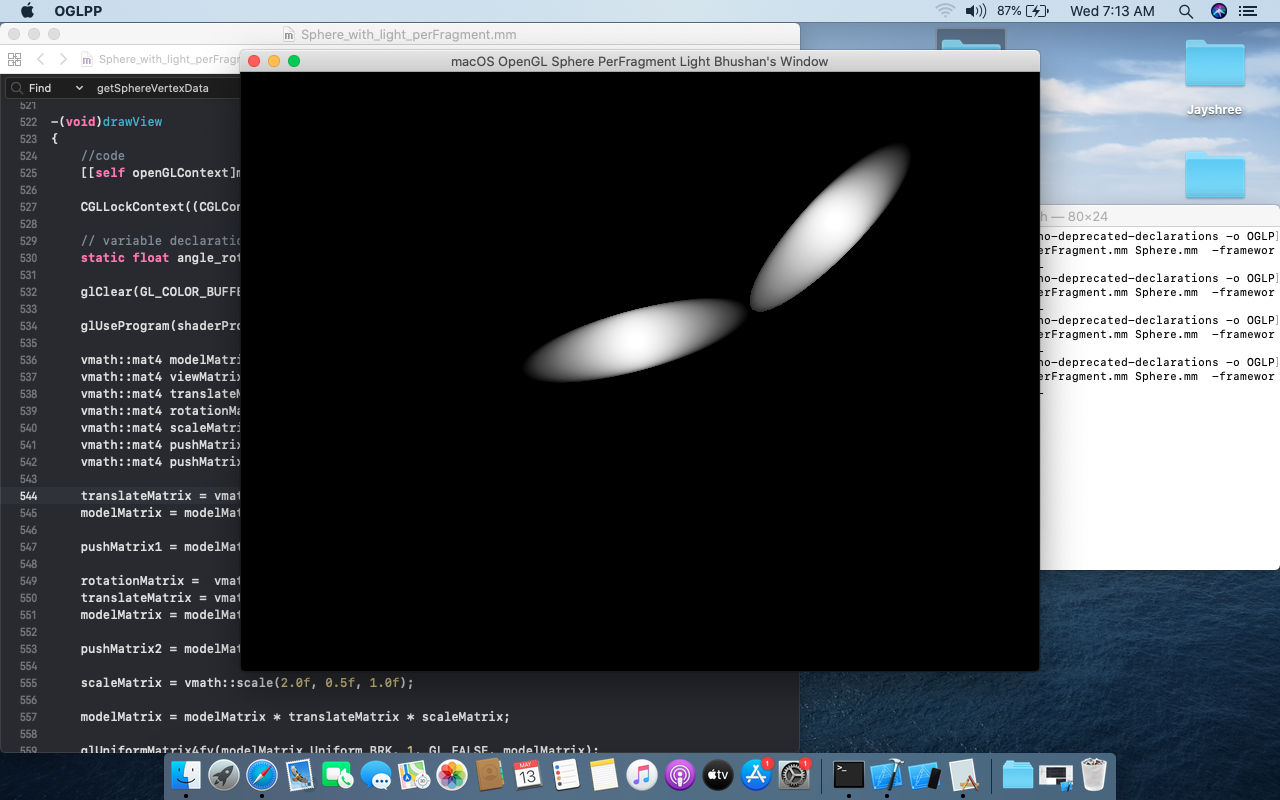 OGLPP
87%
Wed 7:13 AM
Sphere_with_light_perFragment.mm
Sphere_with_light_perFragm
macOS OpenGL Sphere PerFragment Light Bhushan's Window
Find
getSphereVertexData
521
522 -(void)drawView
523 {
524 //code
525 [[self openGLContext]m
526
527 CGLLockContext((CGLCon
528
529 // variable declaratio
530 static float angle_rot
531
532 glClear(GL_COLOR_BUFFE
533
534 glUseProgram(shaderPro
535
536 vmath::mat4 modelMatri
537 vmath::mat4 viewMatrix
538 vmath::mat4 translateM
539 vmath::mat4 rotationMa
540 vmath::mat4 scaleMatri
541 vmath::mat4 pushMatrix
542 vmath::mat4 pushMatrix
543
544 translateMatrix = vmat
545 modelMatrix = modelMat
546
547 pushMatrix1 = modelMat
548
549 rotationMatrix = vmat
550 translateMatrix = vmat
551 modelMatrix = modelMat
552
553 pushMatrix2 = modelMat
554
555 scaleMatrix = vmath::scale(2.0f, 0.5f, 1.0f);
556
557 modelMatrix = modelMatrix * translateMatrix * scaleMatrix;
558
559 glUniformMatrix4fv(modelMatrix_Uniform_BRK, 1, GL_FALSE, modelMatrix);
Jayshree
h — 80×24
no-deprecated-declarations -o OGLP]
erFragment.mm Sphere.mm -framewor
no-deprecated-declarations -o OGLP]
erFragment.mm Sphere.mm -framewor
no-deprecated-declarations -o OGLP]
erFragment.mm Sphere.mm -framewor
no-deprecated-declarations -o OGLP]
erFragment.mm Sphere.mm -framewor
MAY
13
tv
1
1